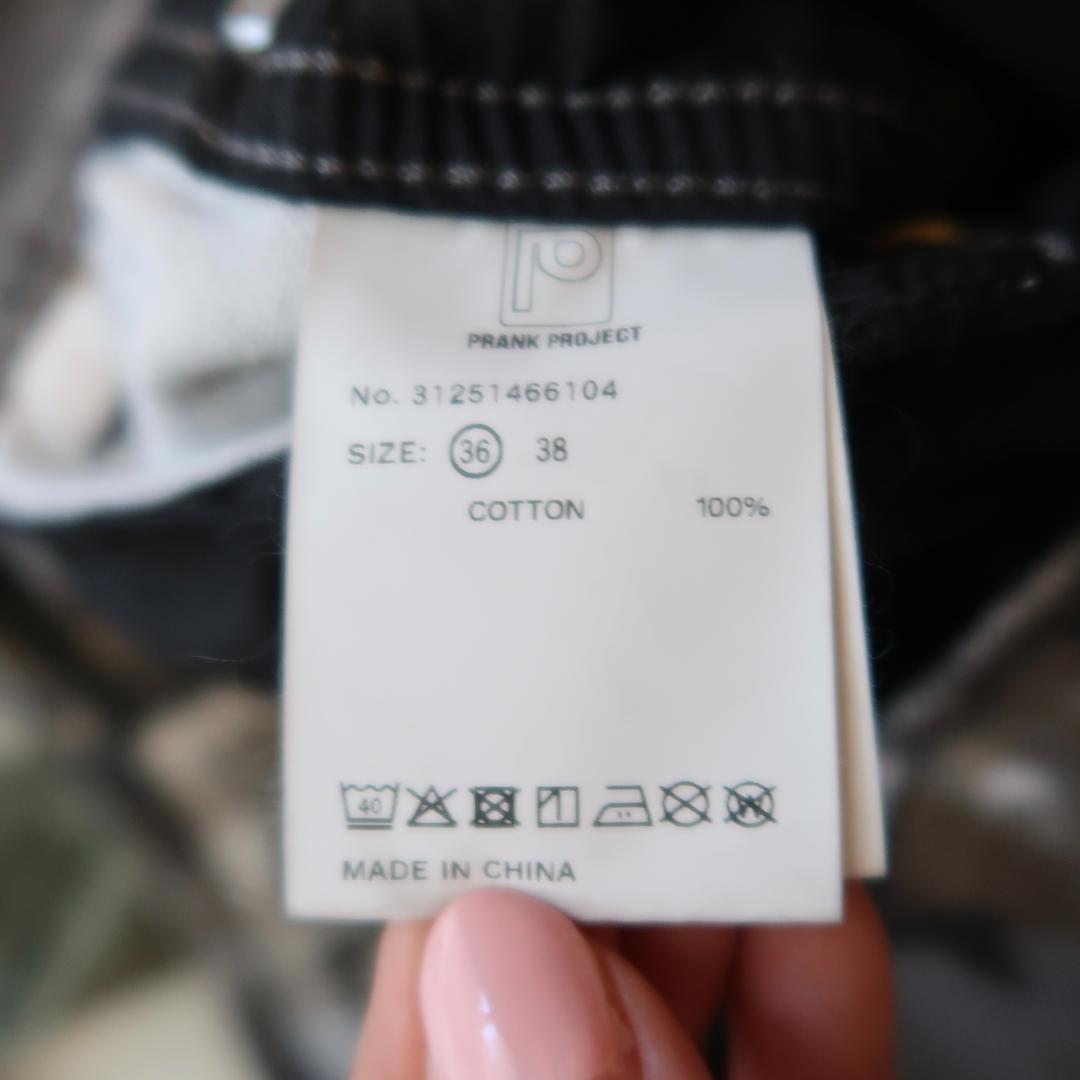 PRANK PROJECT
No. 31251466104
SIZE: 36 38
COTTON 100%
40
W
MADE IN CHINA